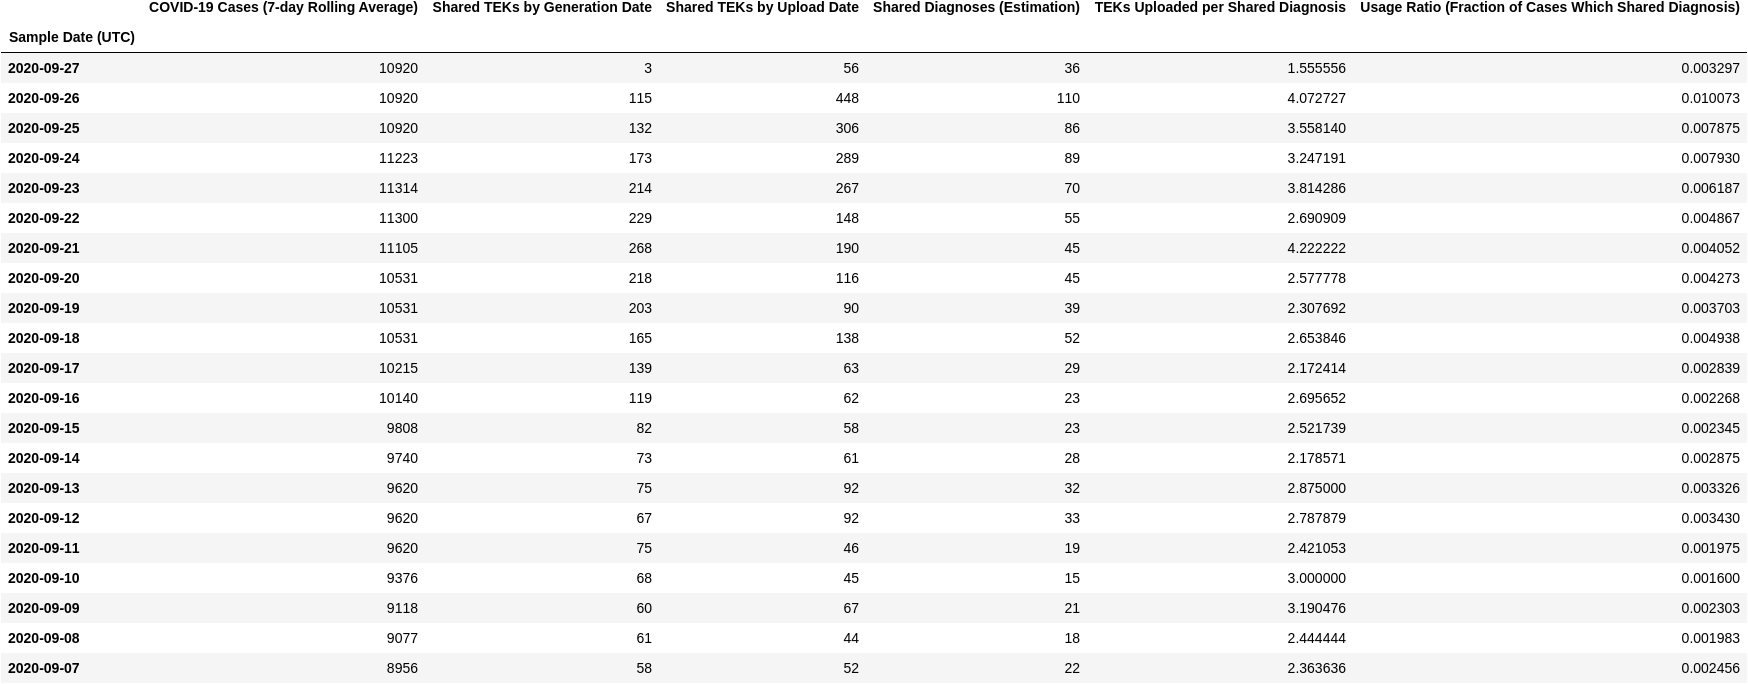 COVID-19 Cases (7-day Rolling Average) Shared TEKs by Generation Date Shared TEKs by Upload Date Shared Diagnoses (Estimation) TEKs Uploaded per Shared Diagnosis Usage Ratio (Fraction of Cases Which Shared Diagnosis)
Sample Date (UTC)
2020-09-27 10920 3 56 36 1.555556 0.003297
2020-09-26 10920 115 448 110 4.072727 0.010073
2020-09-25 10920 132 306 86 3.558140 0.007875
2020-09-24 11223 173 289 89 3.247191 0.007930
2020-09-23 11314 214 267 70 3.814286 0.006187
2020-09-22 11300 229 148 55 2.690909 0.004867
2020-09-21 11105 268 190 45 4.222222 0.004052
2020-09-20 10531 218 116 45 2.577778 0.004273
2020-09-19 10531 203 90 39 2.307692 0.003703
2020-09-18 10531 165 138 52 2.653846 0.004938
2020-09-17 10215 139 63 29 2.172414 0.002839
2020-09-16 10140 119 62 23 2.695652 0.002268
2020-09-15 9808 82 58 23 2.521739 0.002345
2020-09-14 9740 73 61 28 2.178571 0.002875
2020-09-13 9620 75 92 32 2.875000 0.003326
2020-09-12 9620 67 92 33 2.787879 0.003430
2020-09-11 9620 75 46 19 2.421053 0.001975
2020-09-10 9376 68 45 15 3.000000 0.001600
2020-09-09 9118 60 67 21 3.190476 0.002303
2020-09-08 9077 61 44 18 2.444444 0.001983
2020-09-07 8956 58 52 22 2.363636 0.002456